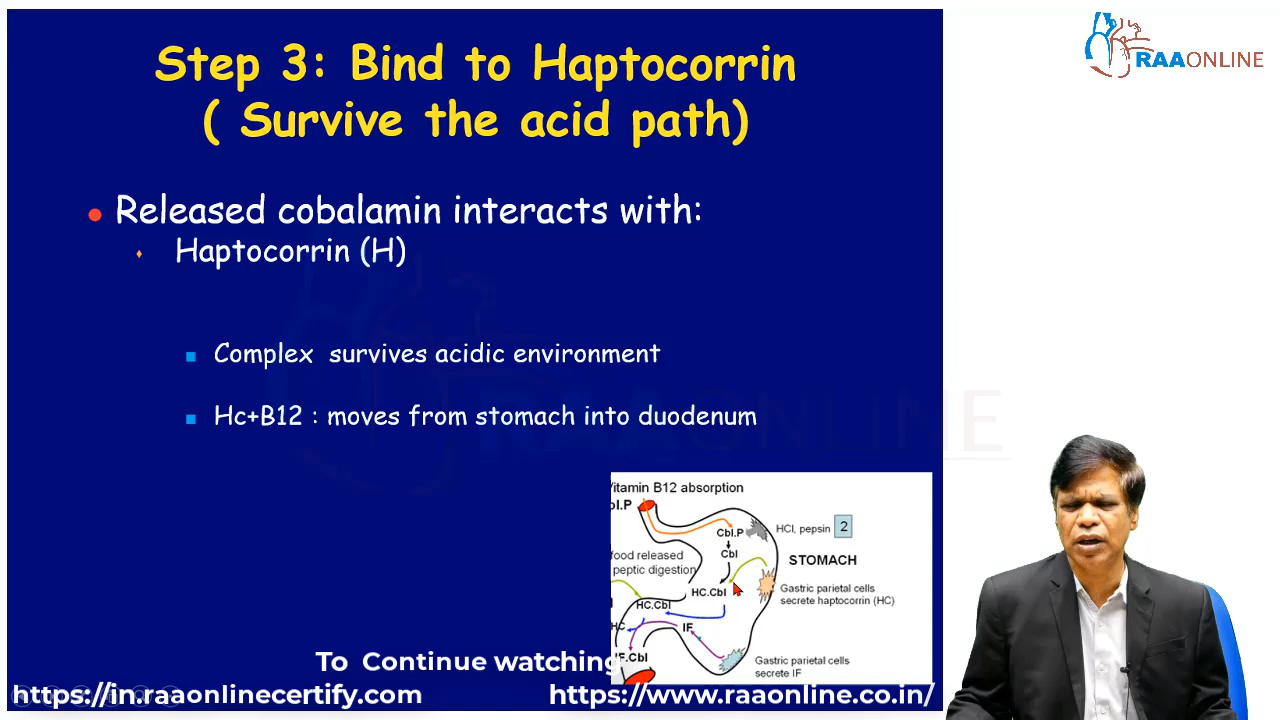 Step 3: Bind to Haptocorrin
( Survive the acid path)
RAAONLINE
Released cobalamin interacts with:
Haptocorrin (H)
Complex survives acidic environment
Hc+B12 : moves from stomach into duodenum
RAAONLINE
Vitamin B12 absorption
bl.P
HCl, pepsin 2
Cbl.P
Cbl
STOMACH
food released
peptic digestion
HC.Cbl
Gastric parietal cells
secrete haptocorrin (HC)
HC.Cbl
HC
IF
IF.Cbl
Gastric parietal cells
secrete IF
To Continue watching
https://in.raaonlinecertify.com
https://www.raaonline.co.in/